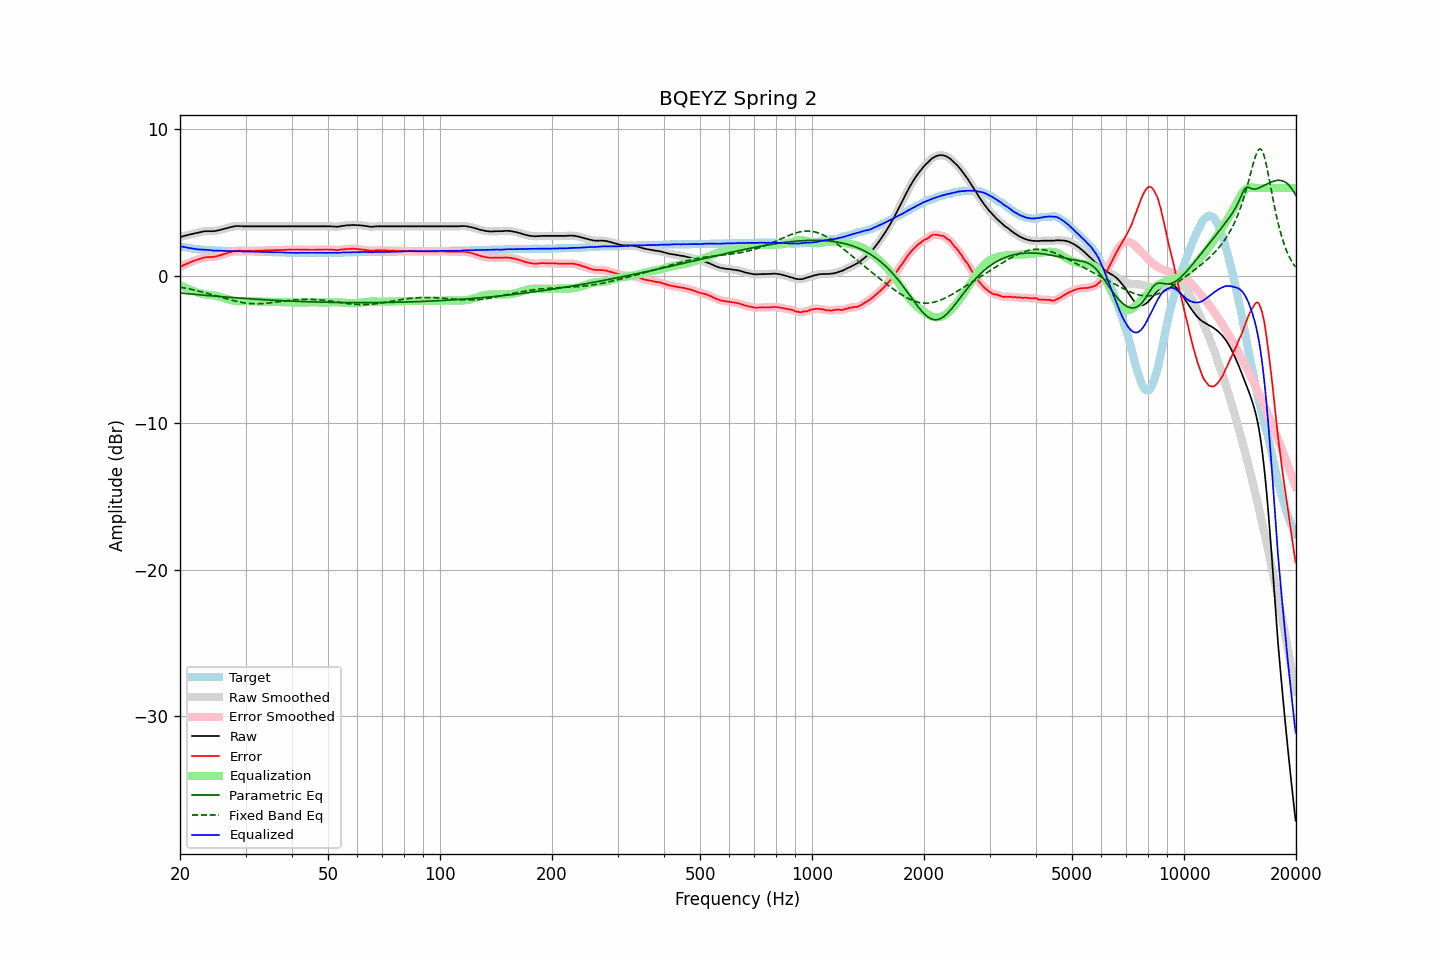 BQEYZ Spring 2
Amplitude (dBr)
10
0
−10
−20
−30
20
50
100
200
500
1000
2000
5000
10000
20000
Frequency (Hz)
Target
Raw Smoothed
Error Smoothed
Raw
Error
Equalization
Parametric Eq
Fixed Band Eq
Equalized